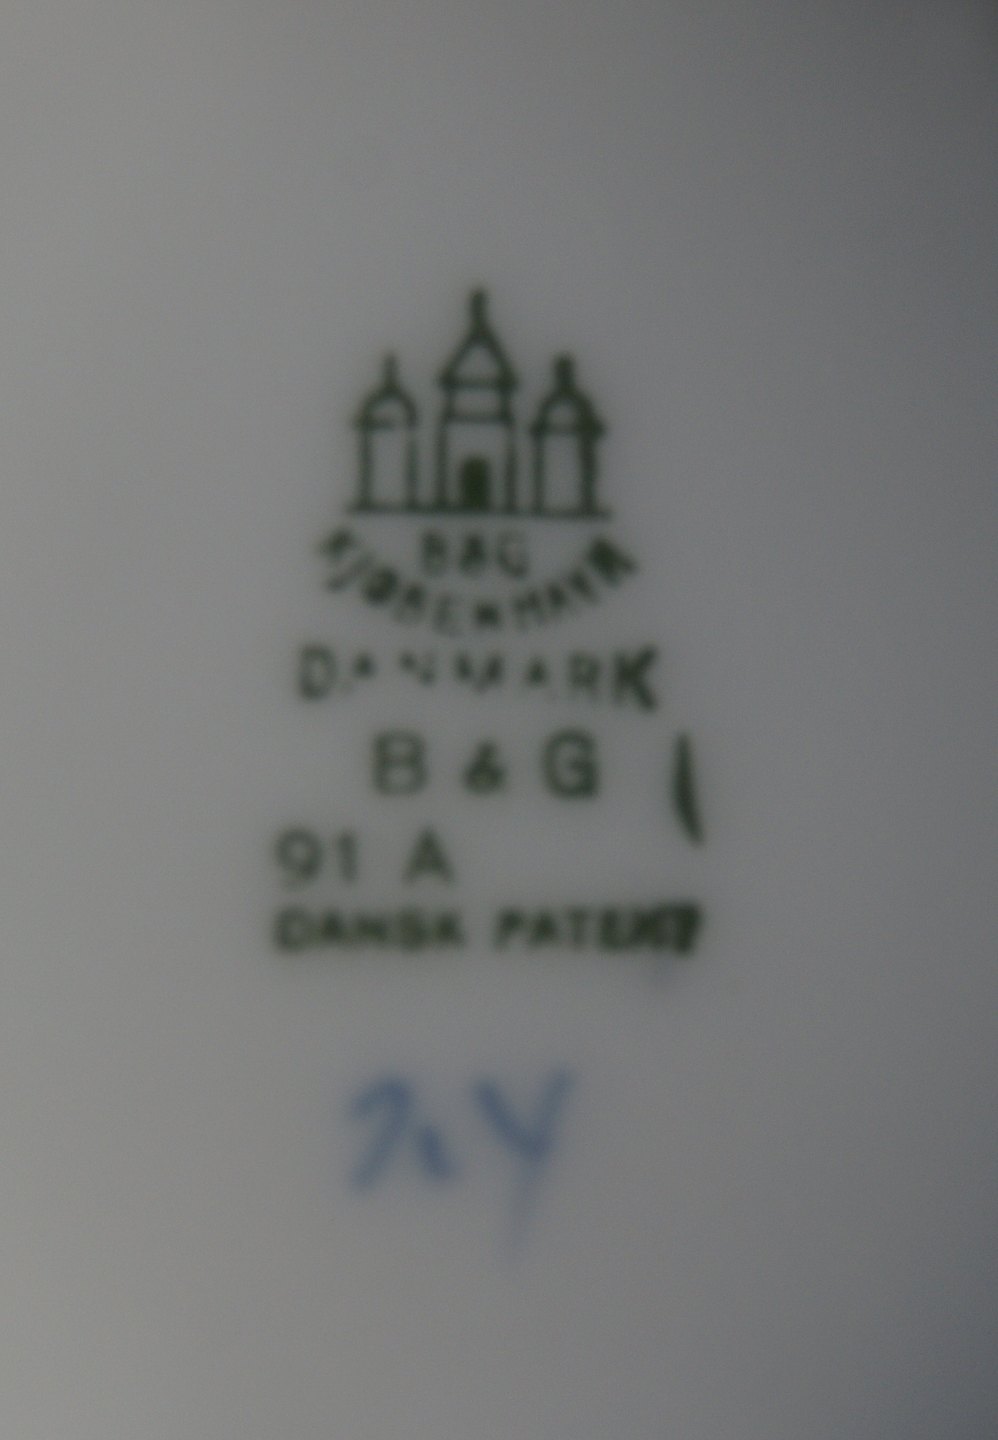 B&G
KJØBENHAVN
DANMARK
B & G
91 A
DANSK PATENT